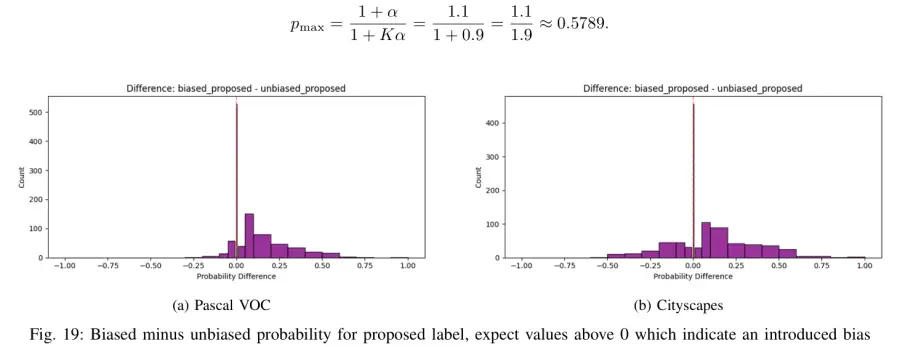 p_max = (1 + α) / (1 + Kα) = 1.1 / (1 + 0.9) = 1.1 / 1.9 ≈ 0.5789.
Difference: biased_proposed - unbiased_proposed
500
400
300
200
100
0
Count
−1.00 −0.75 −0.50 −0.25 0.00 0.25 0.50 0.75 1.00
Probability Difference
(a) Pascal VOC
Difference: biased_proposed - unbiased_proposed
400
300
200
100
0
Count
−1.00 −0.75 −0.50 −0.25 0.00 0.25 0.50 0.75 1.00
Probability Difference
(b) Cityscapes
Fig. 19: Biased minus unbiased probability for proposed label, expect values above 0 which indicate an introduced bias